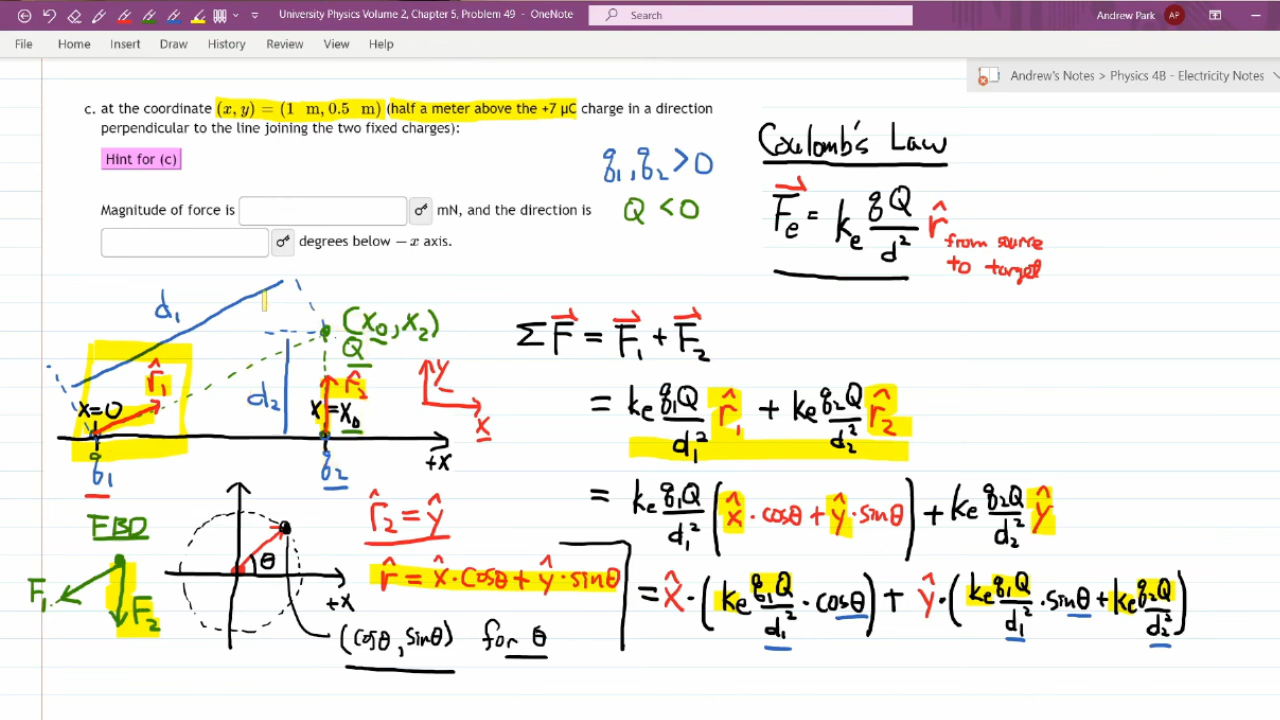 University Physics Volume 2, Chapter 5, Problem 49 - OneNote
Search
Andrew Park
AP
File Home Insert Draw History Review View Help
Andrew's Notes > Physics 4B - Electricity Notes
c. at the coordinate (x, y) = (1 m, 0.5 m) (half a meter above the +7 μC charge in a direction
perpendicular to the line joining the two fixed charges):
Hint for (c)
Magnitude of force is mN, and the direction is
degrees below −x axis.
q₁, q₂ > 0
Q < 0
Coulomb's Law
F⃗e = ke qQ/d² r̂ from source
to target
d₁
(x₀, x₂)
Q
r̂₁
d₂
r̂₂
y
x
x=0
x=x₀
+x
q₁
q₂
ΣF⃗ = F⃗₁ + F⃗₂
= ke q₁Q/d₁² r̂₁ + ke q₂Q/d₂² r̂₂
= ke q₁Q/d₁² (x̂·cosθ + ŷ·sinθ) + ke q₂Q/d₂² ŷ
= x̂·(ke q₁Q/d₁² · cosθ) + ŷ·(ke q₁Q/d₁² · sinθ + ke q₂Q/d₂²)
FBD
F₁
F₂
θ
+x
r̂₂ = ŷ
r̂ = x̂·cosθ + ŷ·sinθ
(cosθ, sinθ) for θ